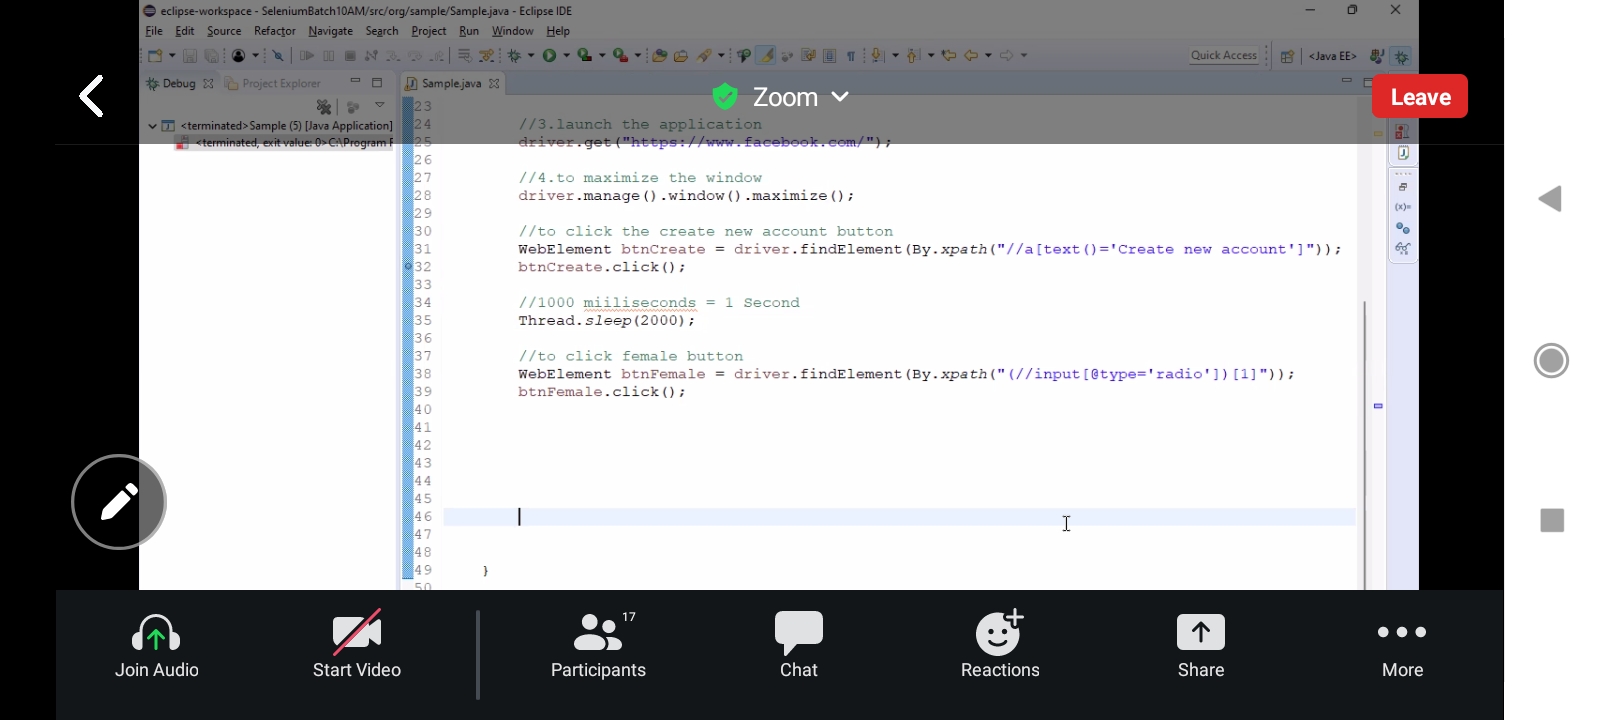 eclipse-workspace - SeleniumBatch10AM/src/org/sample/Sample.java - Eclipse IDE
File Edit Source Refactor Navigate Search Project Run Window Help
Quick Access <Java EE>
Debug Project Explorer Sample.java
Zoom
Leave
<terminated>Sample (5) [Java Application]
<terminated, exit value: 0>C:\Program F
23
24 //3.launch the application
25 driver.get("https://www.facebook.com/");
26
27 //4.to maximize the window
28 driver.manage().window().maximize();
29
30 //to click the create new account button
31 WebElement btnCreate = driver.findElement(By.xpath("//a[text()='Create new account']"));
32 btnCreate.click();
33
34 //1000 miilliseconds = 1 Second
35 Thread.sleep(2000);
36
37 //to click female button
38 WebElement btnFemale = driver.findElement(By.xpath("(//input[@type='radio'])[1]"));
39 btnFemale.click();
40
41
42
43
44
45
46
47
48
49 }
50
(x)=
17
Join Audio Start Video Participants Chat Reactions Share More